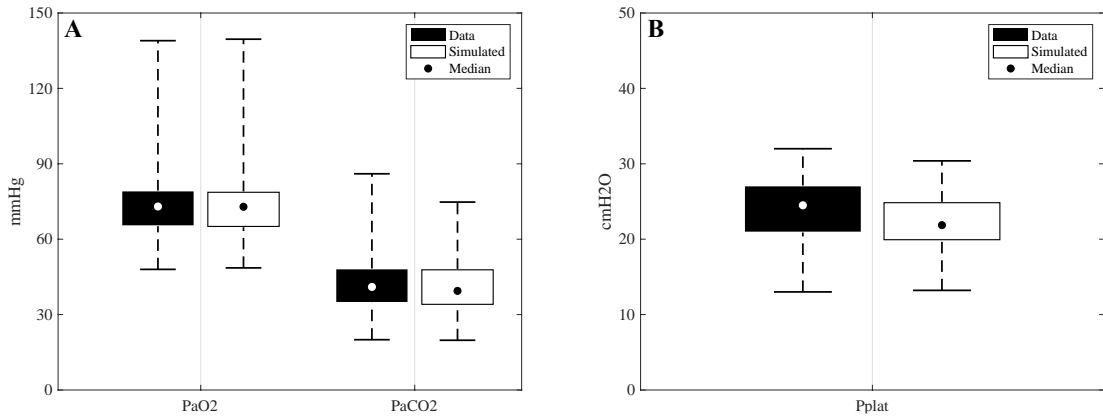 A
mmHg
150
120
90
60
30
0
PaO2
PaCO2
Data
Simulated
Median
B
cmH2O
50
40
30
20
10
0
Pplat
Data
Simulated
Median